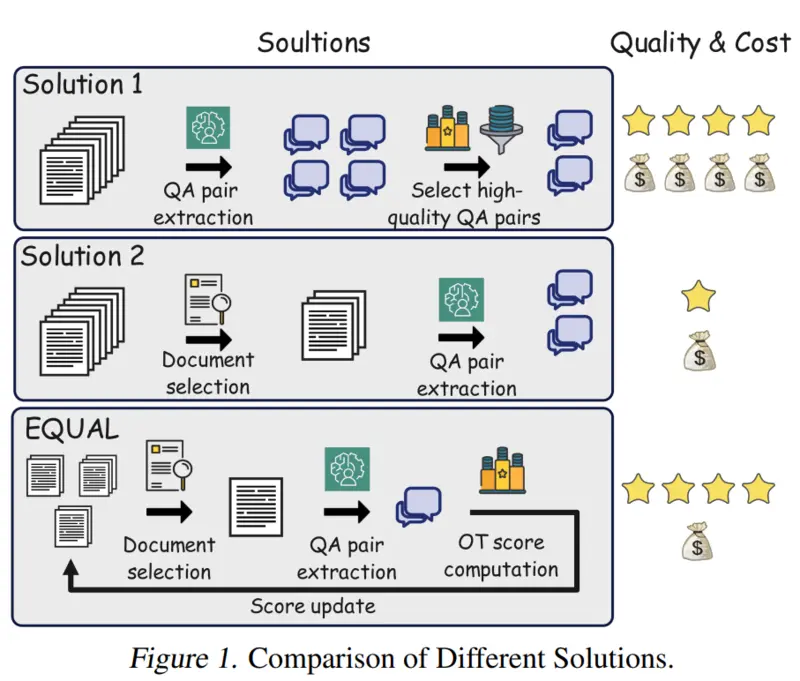 Soultions
Quality & Cost
Solution 1
QA pair
extraction
Select high-
quality QA pairs
$ $ $ $
Solution 2
Document
selection
QA pair
extraction
$
EQUAL
Document
selection
QA pair
extraction
OT score
computation
Score update
$
Figure 1. Comparison of Different Solutions.